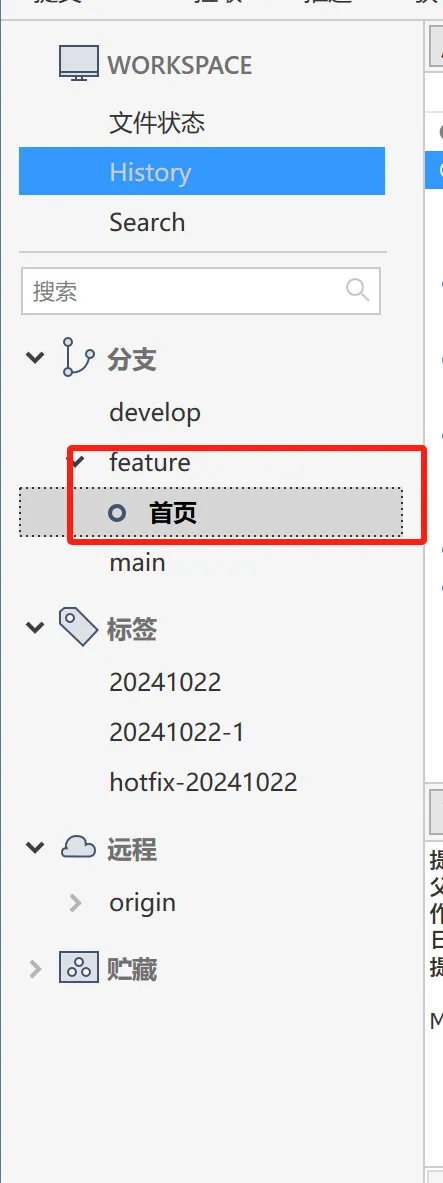 WORKSPACE
文件状态
History
Search
搜索
分支
develop
feature
首页
main
标签
20241022
20241022-1
hotfix-20241022
远程
origin
贮藏